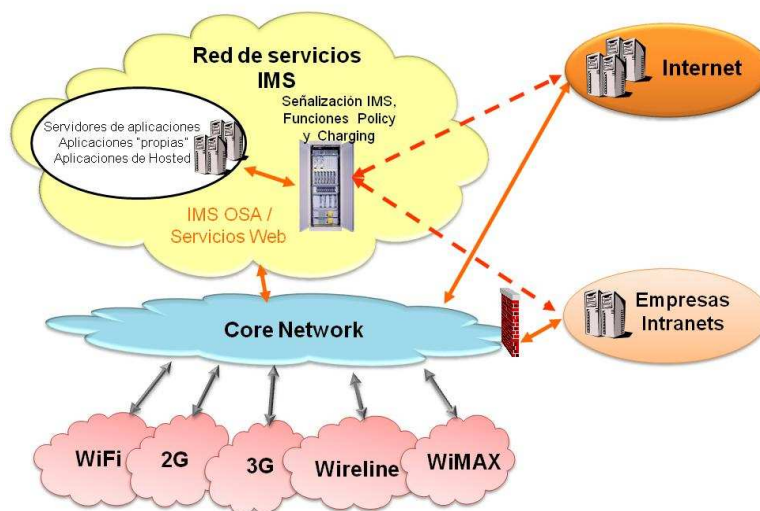 Red de servicios
IMS
Señalización IMS,
Funciones Policy
y Charging
Servidores de aplicaciones
Aplicaciones "propias"
Aplicaciones de Hosted
IMS OSA /
Servicios Web
Internet
Empresas
Intranets
Core Network
WiFi
2G
3G
Wireline
WiMAX